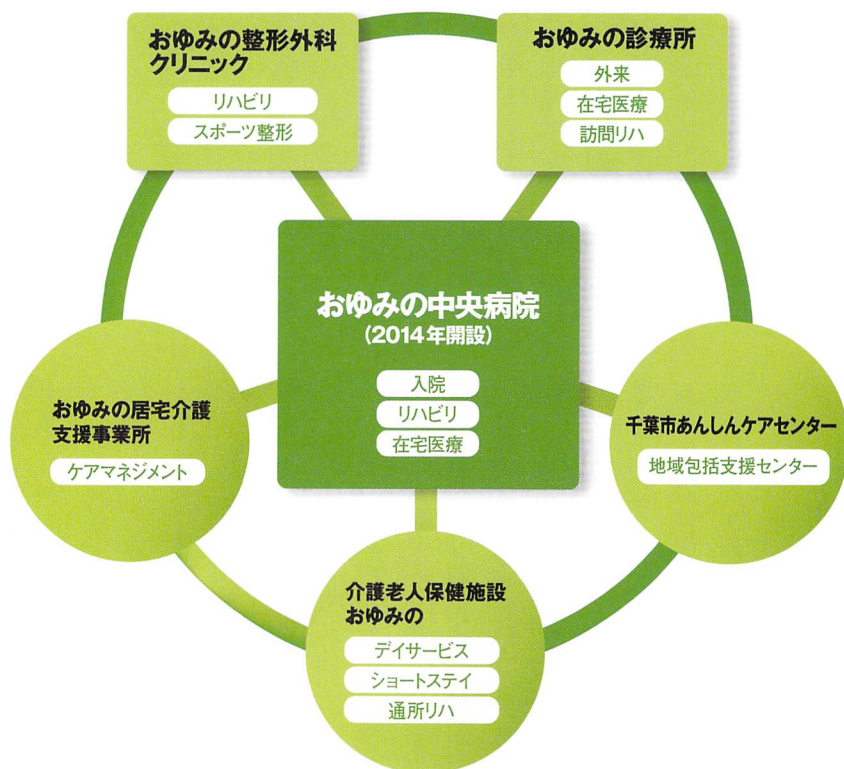 おゆみの整形外科
クリニック
リハビリ
スポーツ整形
おゆみの診療所
外来
在宅医療
訪問リハ
おゆみの中央病院
(2014年開設)
入院
リハビリ
在宅医療
おゆみの居宅介護
支援事業所
ケアマネジメント
千葉市あんしんケアセンター
地域包括支援センター
介護老人保健施設
おゆみの
デイサービス
ショートステイ
通所リハ